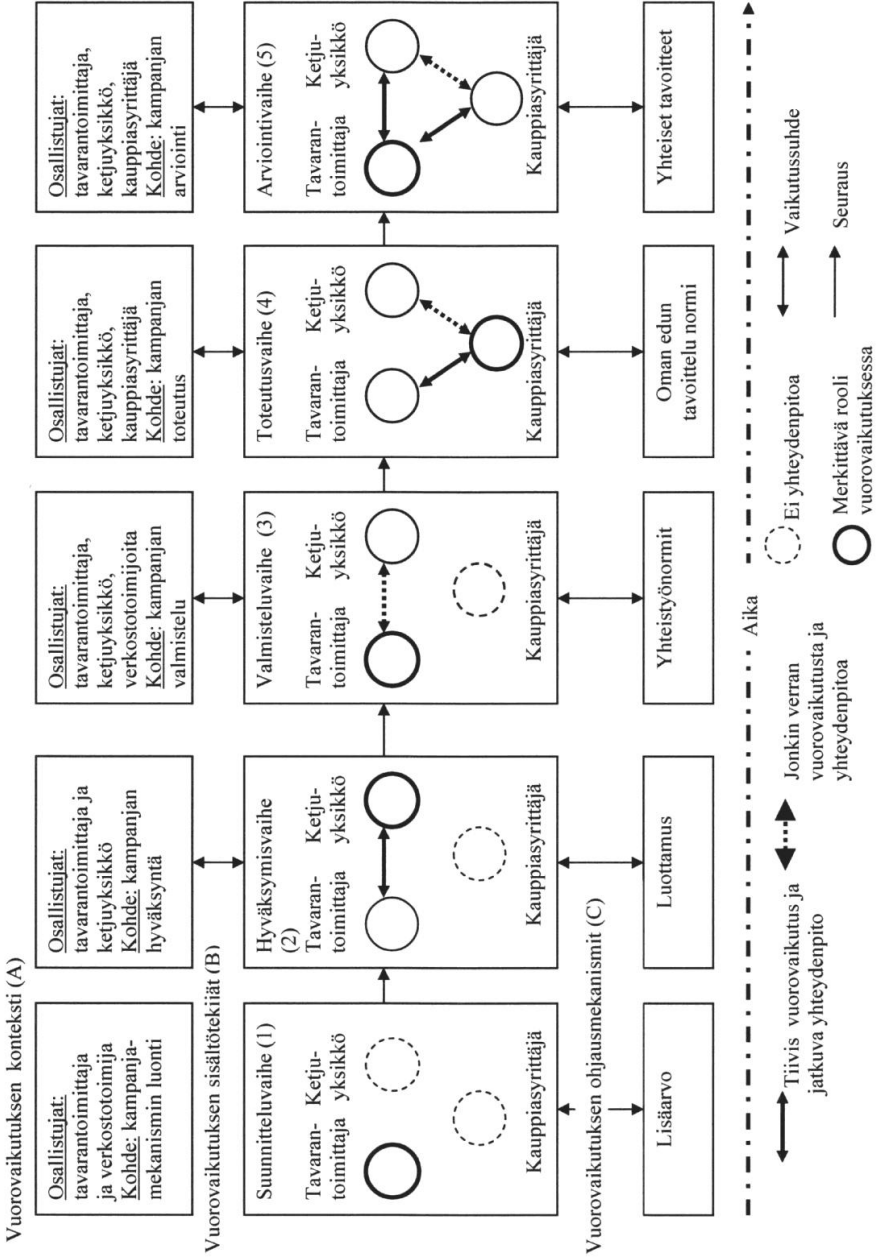 Vuorovaikutuksen konteksti (A)
Osallistujat:
tavarantoimittaja
ja verkostotoimija
Kohde: kampanja-
mekanismin luonti
Osallistujat:
tavarantoimittaja ja
ketjuyksikkö
Kohde: kampanjan
hyväksyntä
Osallistujat:
tavarantoimittaja,
ketjuyksikkö,
verkostotoimijoita
Kohde: kampanjan
valmistelu
Osallistujat:
tavarantoimittaja,
ketjuyksikkö,
kauppiasyrittäjä
Kohde: kampanjan
toteutus
Osallistujat:
tavarantoimittaja,
ketjuyksikkö,
kauppiasyrittäjä
Kohde: kampanjan
arviointi
Vuorovaikutuksen sisältötekijät (B)
Suunnitteluvaihe (1)
Tavaran-
toimittaja
Ketju-
yksikkö
Kauppiasyrittäjä
Hyväksymisvaihe
(2)
Tavaran-
toimittaja
Ketju-
yksikkö
Kauppiasyrittäjä
Valmisteluvaihe (3)
Tavaran-
toimittaja
Ketju-
yksikkö
Kauppiasyrittäjä
Toteutusvaihe (4)
Tavaran-
toimittaja
Ketju-
yksikkö
Kauppiasyrittäjä
Arviointivaihe (5)
Tavaran-
toimittaja
Ketju-
yksikkö
Kauppiasyrittäjä
Vuorovaikutuksen ohjausmekanismit (C)
Lisäarvo
Luottamus
Yhteistyönormit
Oman edun
tavoittelu normi
Yhteiset tavoitteet
Aika
Tiivis vuorovaikutus ja
jatkuva yhteydenpito
Jonkin verran
vuorovaikutusta ja
yhteydenpitoa
Ei yhteydenpitoa
Merkittävä rooli
vuorovaikutuksessa
Vaikutussuhde
Seuraus